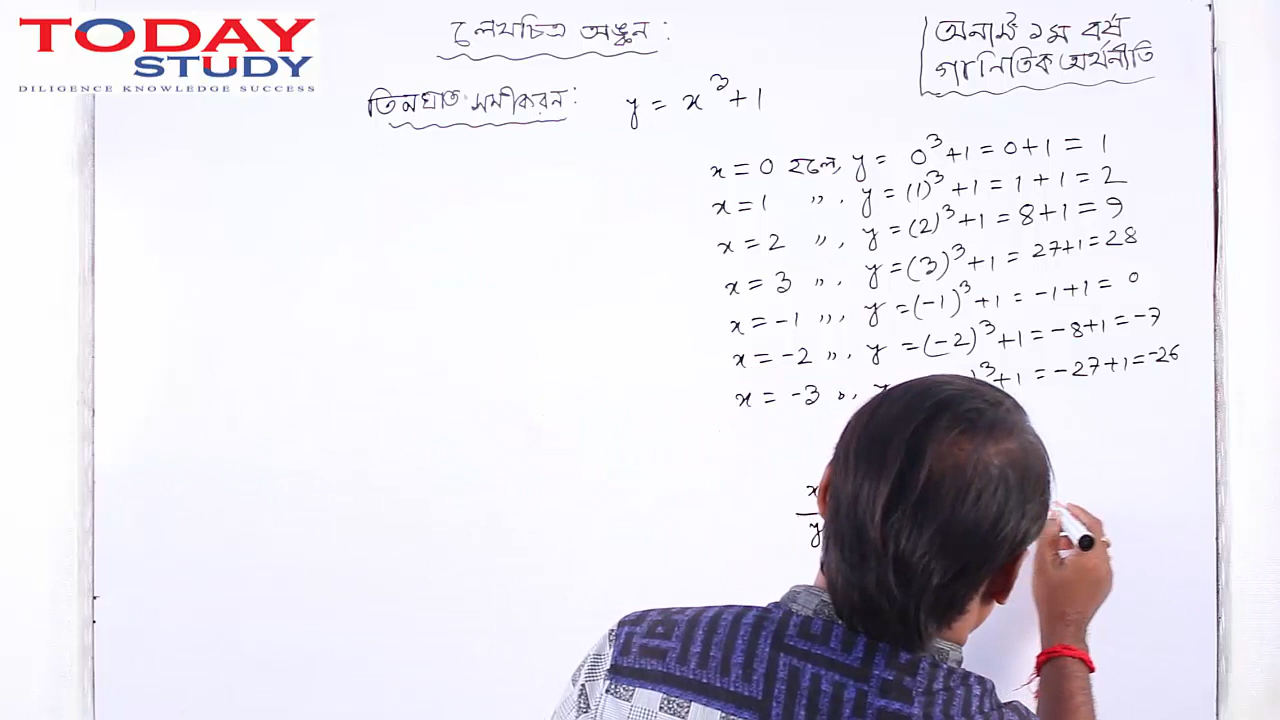 TODAY
STUDY
DILIGENCE KNOWLEDGE SUCCESS
লেখচিত্র অঙ্কন:
অনার্স ১ম বর্ষ
গাণিতিক অর্থনীতি
তিনঘাত সমীকরন: y = x³+1
x = 0 হলে, y = 0³+1 = 0+1 = 1
x = 1 ,, , y = (1)³+1 = 1+1 = 2
x = 2 ,, , y = (2)³+1 = 8+1 = 9
x = 3 ,, , y = (3)³+1 = 27+1 = 28
x = -1 ,, , y = (-1)³+1 = -1+1 = 0
x = -2 ,, , y = (-2)³+1 = -8+1 = -7
x = -3 ,, , ³+1 = -27+1 = -26
x
y